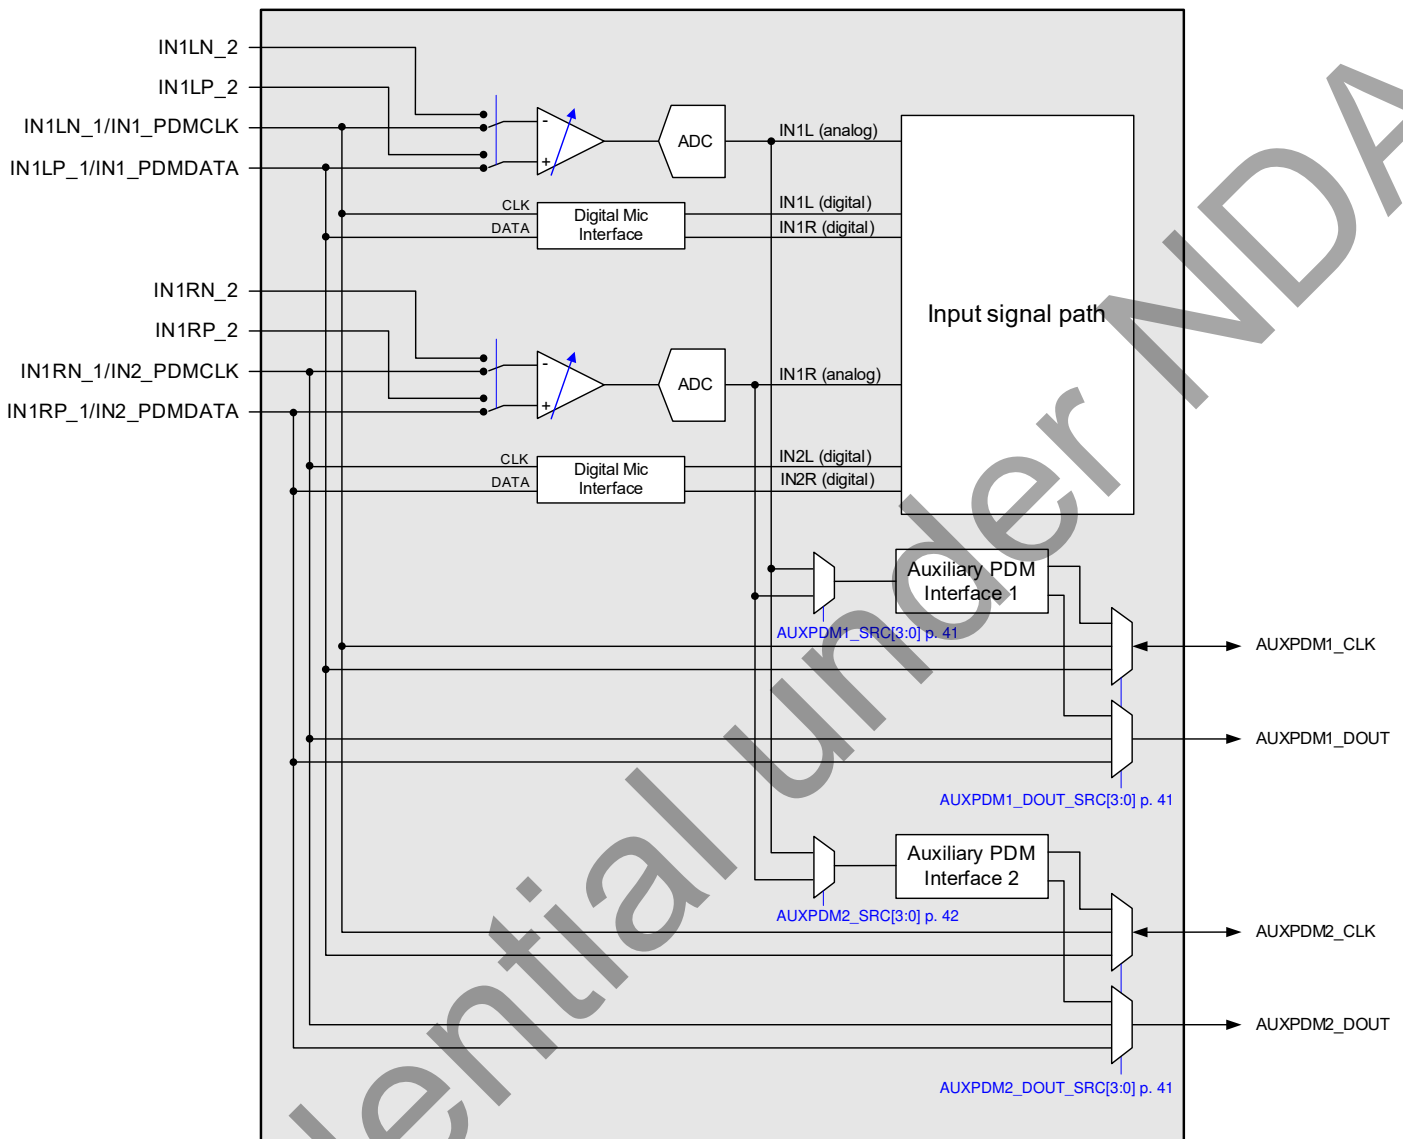 IN1LN_2
IN1LP_2
IN1LN_1/IN1_PDMCLK
IN1LP_1/IN1_PDMDATA
-
+
ADC
IN1L (analog)
CLK
DATA
Digital Mic
Interface
IN1L (digital)
IN1R (digital)
IN1RN_2
IN1RP_2
IN1RN_1/IN2_PDMCLK
IN1RP_1/IN2_PDMDATA
-
+
ADC
IN1R (analog)
CLK
DATA
Digital Mic
Interface
IN2L (digital)
IN2R (digital)
Input signal path
Auxiliary PDM
Interface 1
AUXPDM1_SRC[3:0] p. 41
AUXPDM1_CLK
AUXPDM1_DOUT
AUXPDM1_DOUT_SRC[3:0] p. 41
Auxiliary PDM
Interface 2
AUXPDM2_SRC[3:0] p. 42
AUXPDM2_CLK
AUXPDM2_DOUT
AUXPDM2_DOUT_SRC[3:0] p. 41
dential under NDA